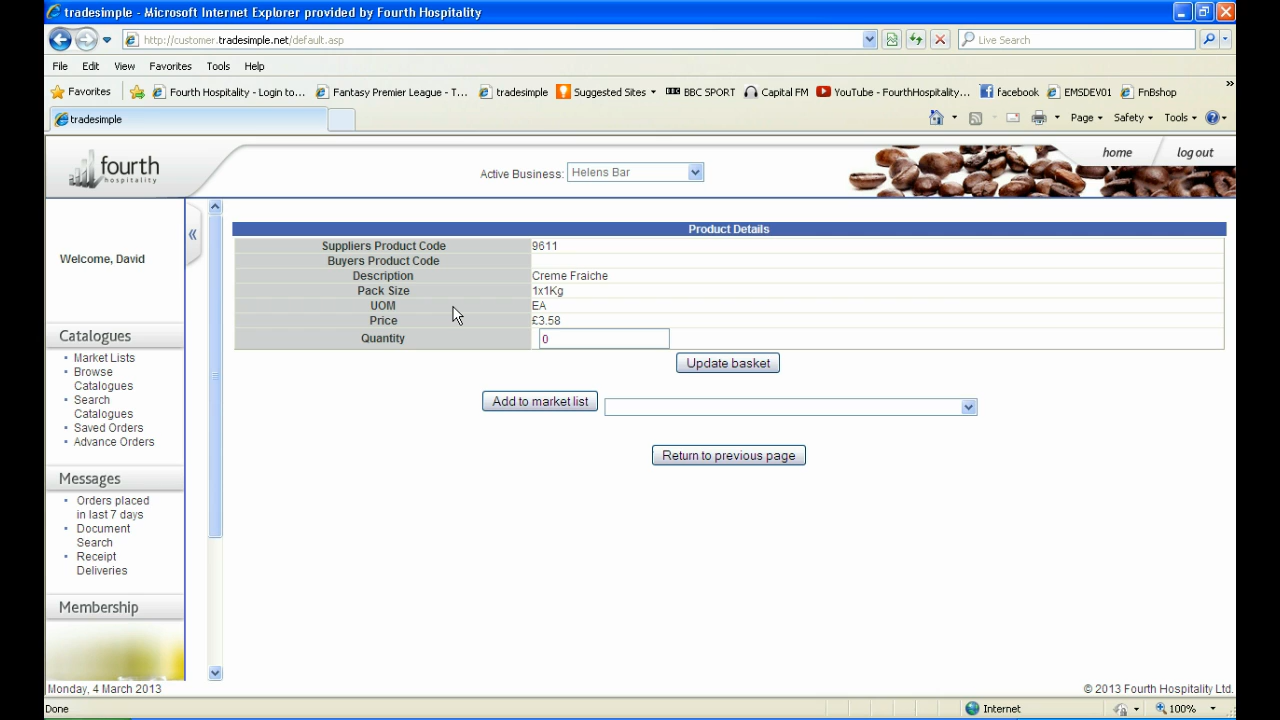 tradesimple - Microsoft Internet Explorer provided by Fourth Hospitality
http://customer.tradesimple.net/default.asp
Live Search
File Edit View Favorites Tools Help
Favorites Fourth Hospitality - Login to... Fantasy Premier League - T... tradesimple Suggested Sites BBC SPORT Capital FM YouTube - FourthHospitality... facebook EMSDEV01 FnBshop
tradesimple
Page Safety Tools
fourth
hospitality
Active Business: Helens Bar
home
log out
Welcome, David
Catalogues
Market Lists
Browse
Catalogues
Search
Catalogues
Saved Orders
Advance Orders
Messages
Orders placed
in last 7 days
Document
Search
Receipt
Deliveries
Membership
Product Details
Suppliers Product Code 9611
Buyers Product Code
Description Creme Fraiche
Pack Size 1x1Kg
UOM EA
Price £3.58
Quantity 0
Update basket
Add to market list
Return to previous page
Monday, 4 March 2013
© 2013 Fourth Hospitality Ltd.
Done
Internet
100%